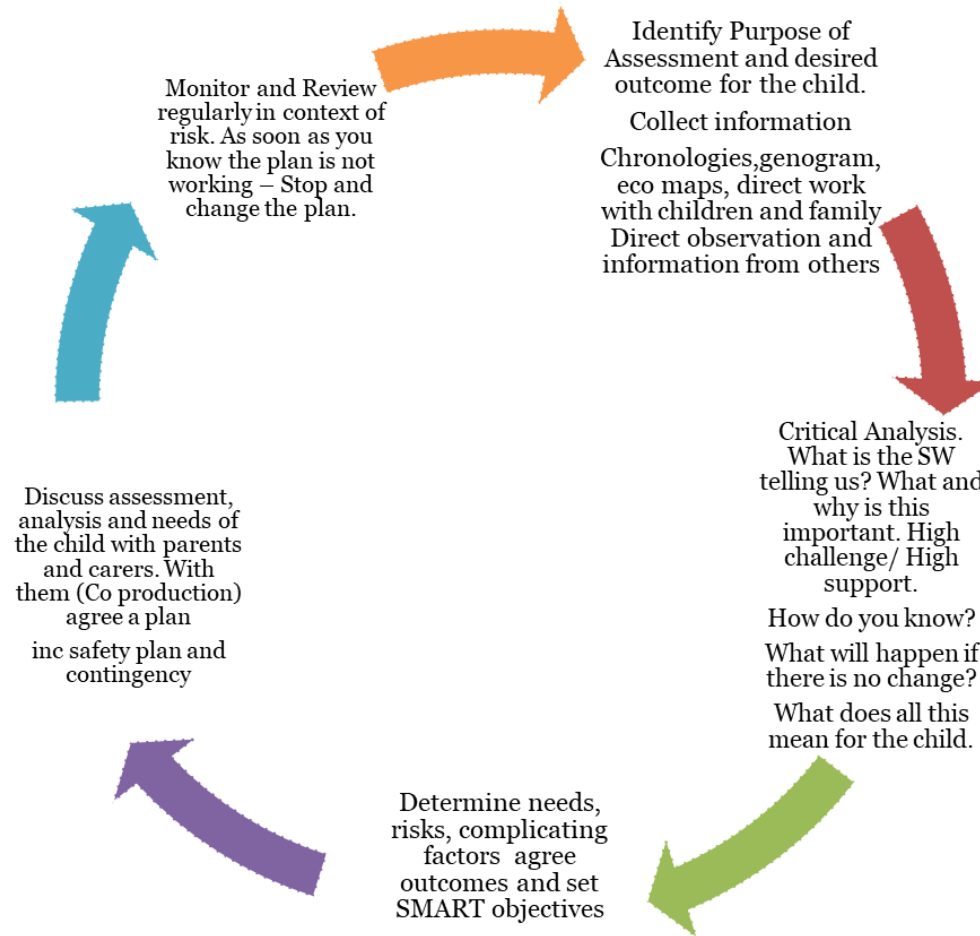 Identify Purpose of
Assessment and desired
outcome for the child.
Collect information
Chronologies,genogram,
eco maps, direct work
with children and family
Direct observation and
information from others
Critical Analysis.
What is the SW
telling us? What and
why is this
important. High
challenge/ High
support.
How do you know?
What will happen if
there is no change?
What does all this
mean for the child.
Determine needs,
risks, complicating
factors agree
outcomes and set
SMART objectives
Discuss assessment,
analysis and needs of
the child with parents
and carers. With
them (Co production)
agree a plan
inc safety plan and
contingency
Monitor and Review
regularly in context of
risk. As soon as you
know the plan is not
working – Stop and
change the plan.